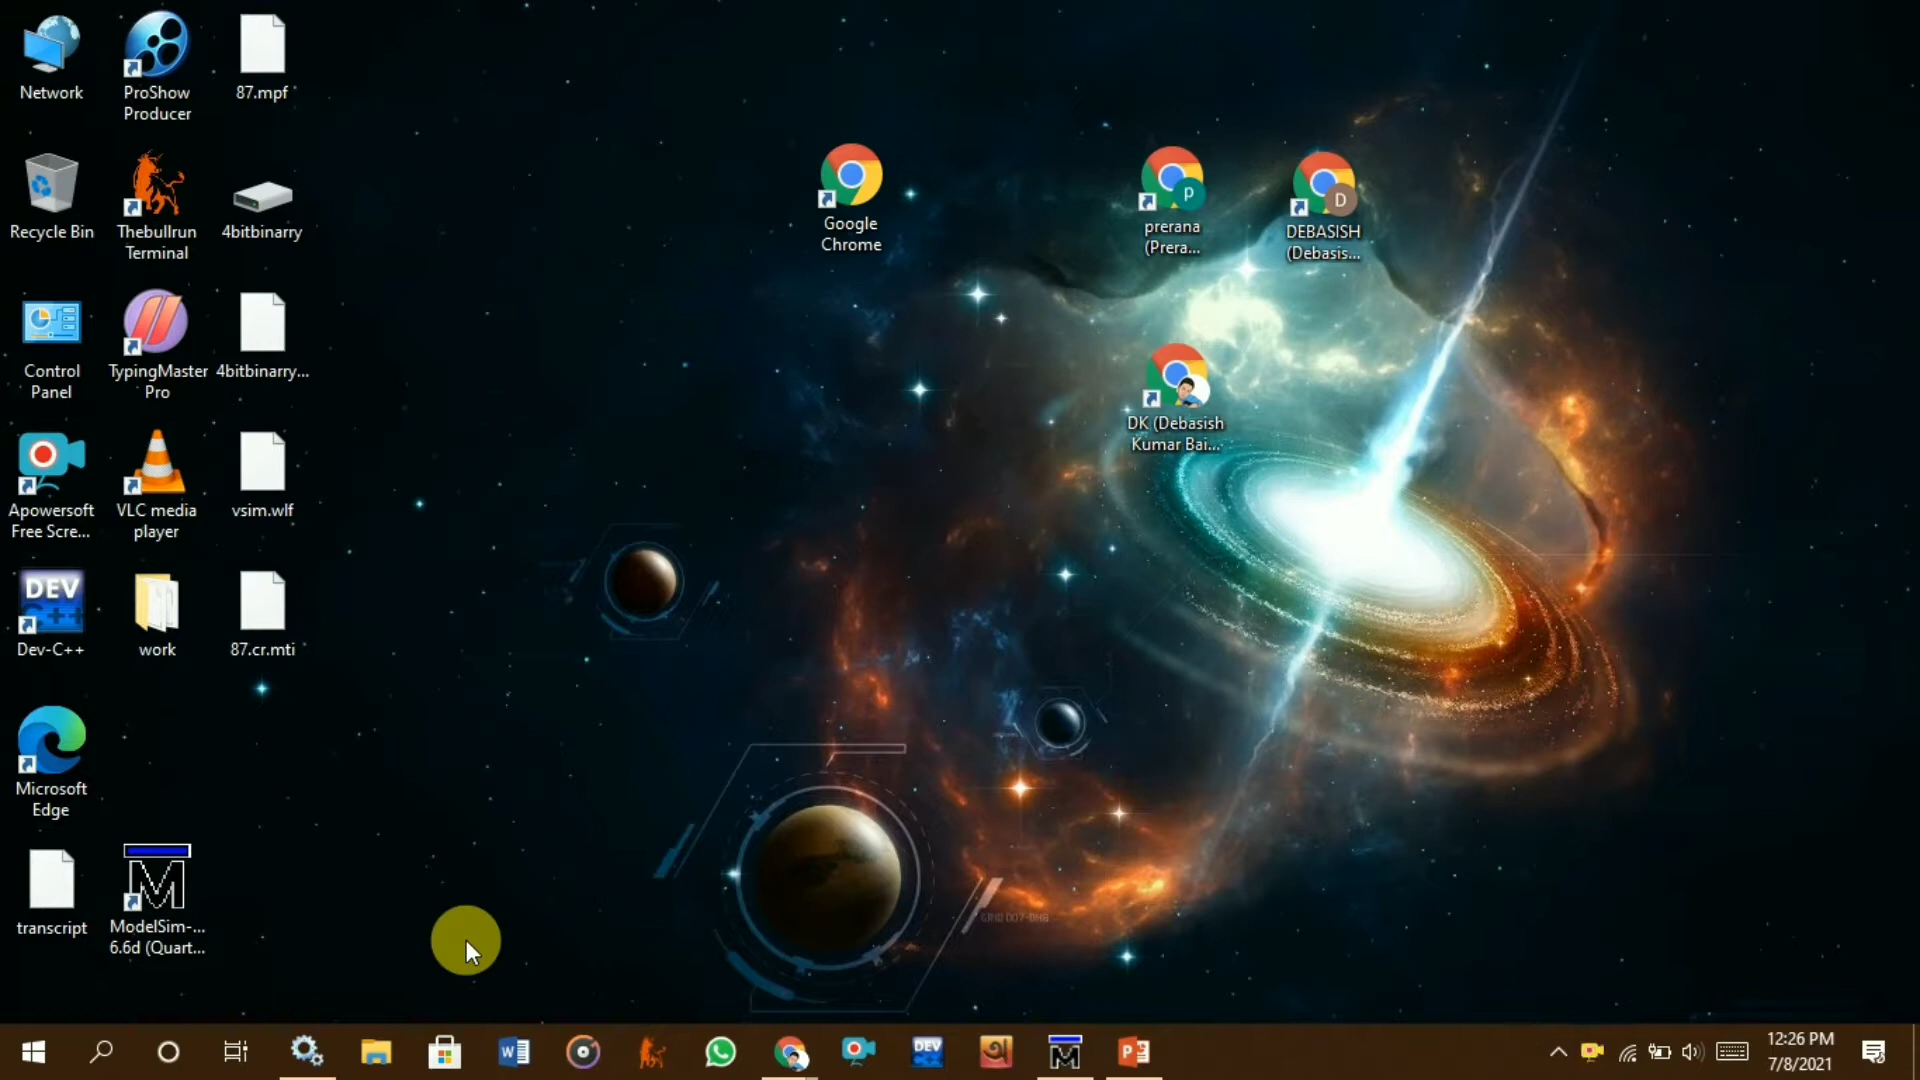 Network
ProShow
Producer
87.mpf
Recycle Bin
Thebullrun
Terminal
4bitbinarry
Control
Panel
TypingMaster
Pro
4bitbinarry...
Apowersoft
Free Scre...
VLC media
player
vsim.wlf
DEV
C++
Dev-C++
work
87.cr.mti
Microsoft
Edge
transcript
M
ModelSim-...
6.6d (Quart...
Google
Chrome
p
prerana
(Prera...
D
DEBASISH
(Debasis...
DK (Debasish
Kumar Bai...
W
DEV
C++
M
P
12:26 PM
7/8/2021